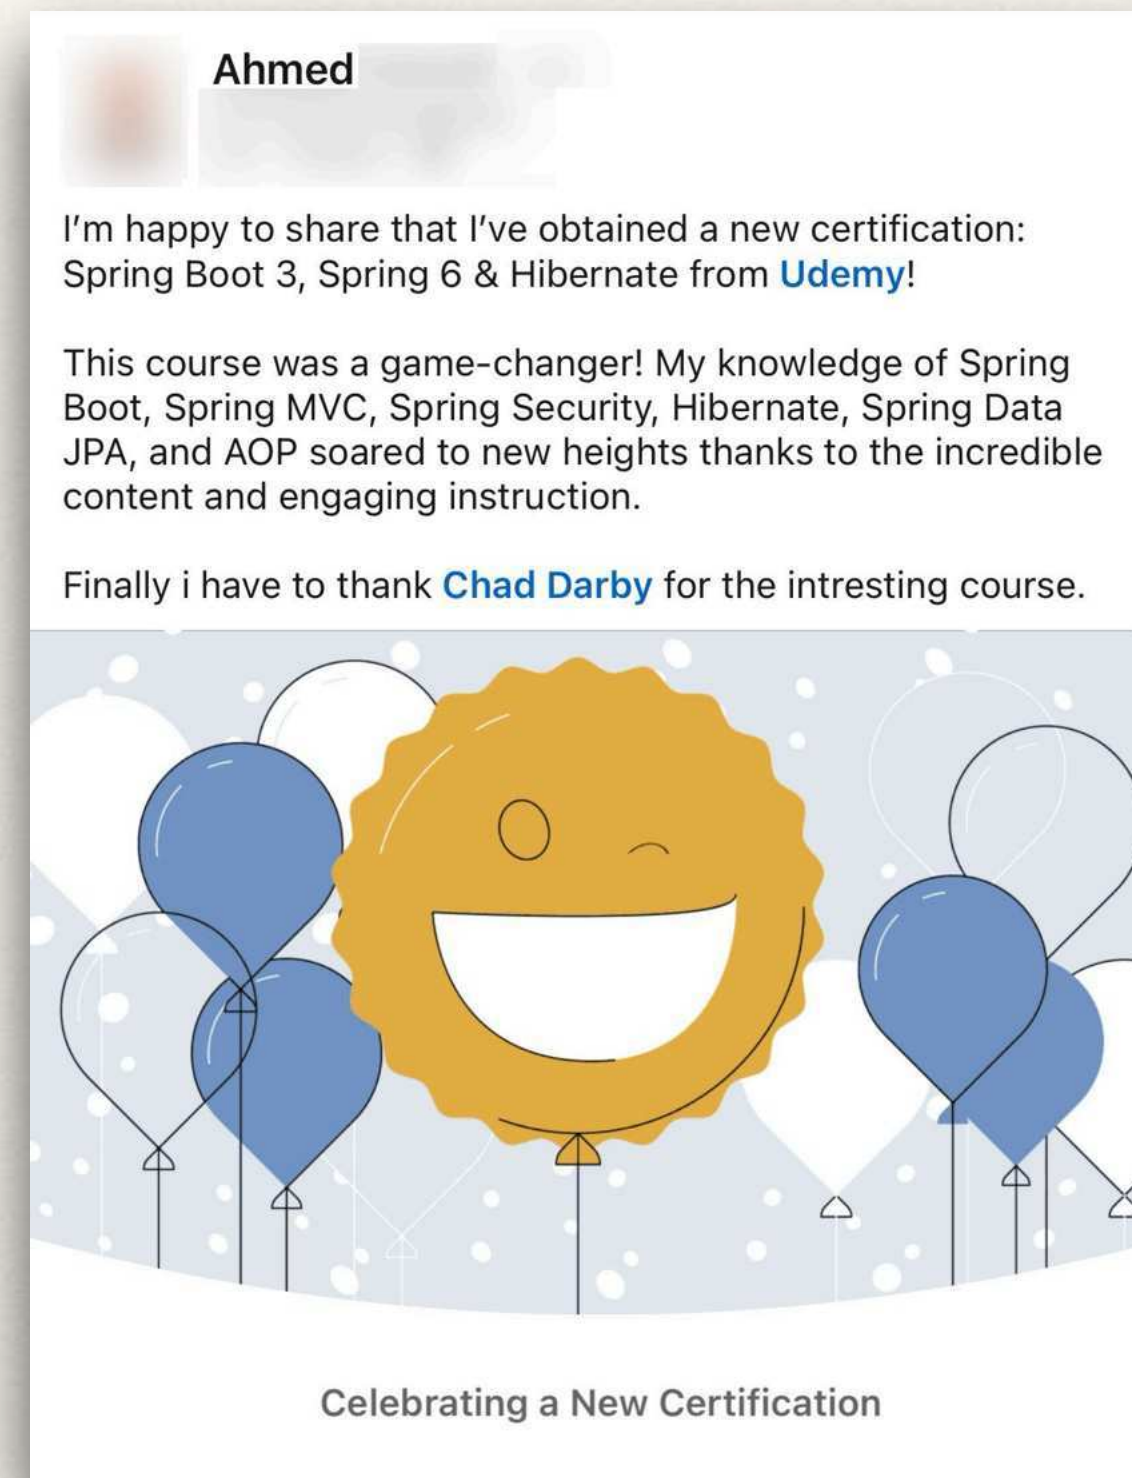 Ahmed
I'm happy to share that I've obtained a new certification:
Spring Boot 3, Spring 6 & Hibernate from Udemy!
This course was a game-changer! My knowledge of Spring
Boot, Spring MVC, Spring Security, Hibernate, Spring Data
JPA, and AOP soared to new heights thanks to the incredible
content and engaging instruction.
Finally i have to thank Chad Darby for the intresting course.
Celebrating a New Certification